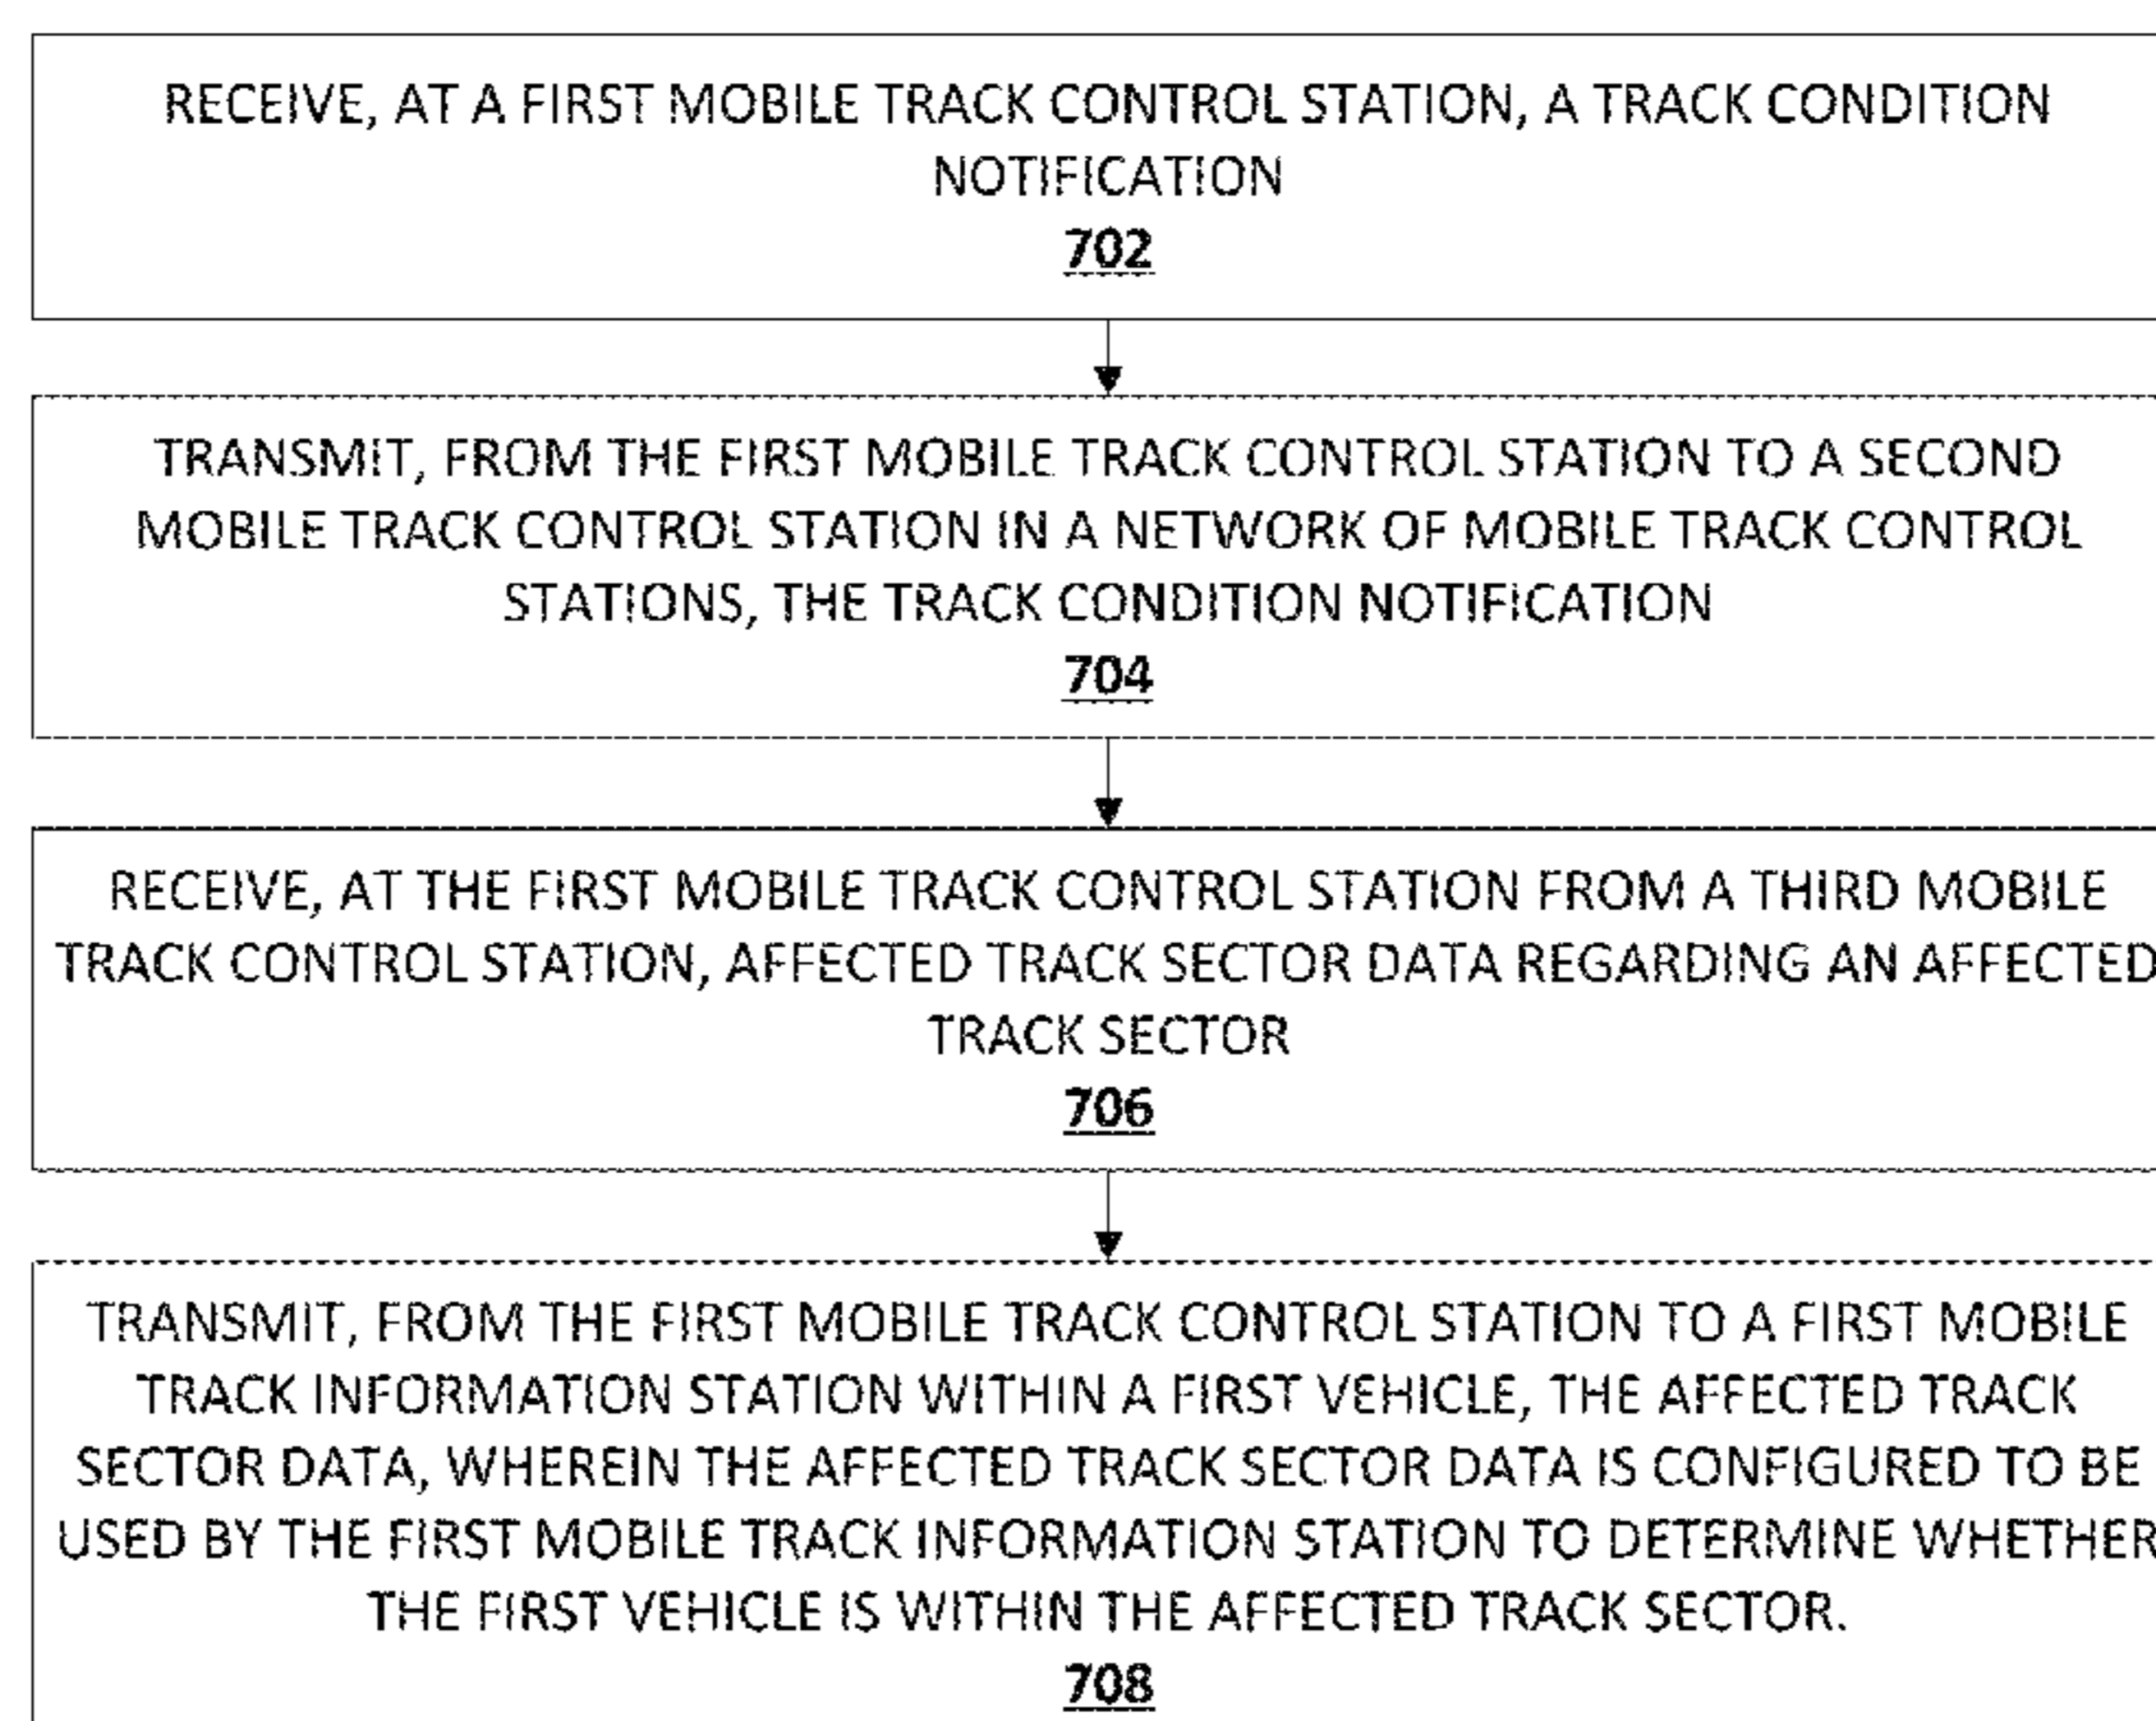 RECEIVE, AT A FIRST MOBILE TRACK CONTROL STATION, A TRACK CONDITION
NOTIFICATION
702
TRANSMIT, FROM THE FIRST MOBILE TRACK CONTROL STATION TO A SECOND
MOBILE TRACK CONTROL STATION IN A NETWORK OF MOBILE TRACK CONTROL
STATIONS, THE TRACK CONDITION NOTIFICATION
704
RECEIVE, AT THE FIRST MOBILE TRACK CONTROL STATION FROM A THIRD MOBILE
TRACK CONTROL STATION, AFFECTED TRACK SECTOR DATA REGARDING AN AFFECTED
TRACK SECTOR
706
TRANSMIT, FROM THE FIRST MOBILE TRACK CONTROL STATION TO A FIRST MOBILE
TRACK INFORMATION STATION WITHIN A FIRST VEHICLE, THE AFFECTED TRACK
SECTOR DATA, WHEREIN THE AFFECTED TRACK SECTOR DATA IS CONFIGURED TO BE
USED BY THE FIRST MOBILE TRACK INFORMATION STATION TO DETERMINE WHETHER
THE FIRST VEHICLE IS WITHIN THE AFFECTED TRACK SECTOR.
708